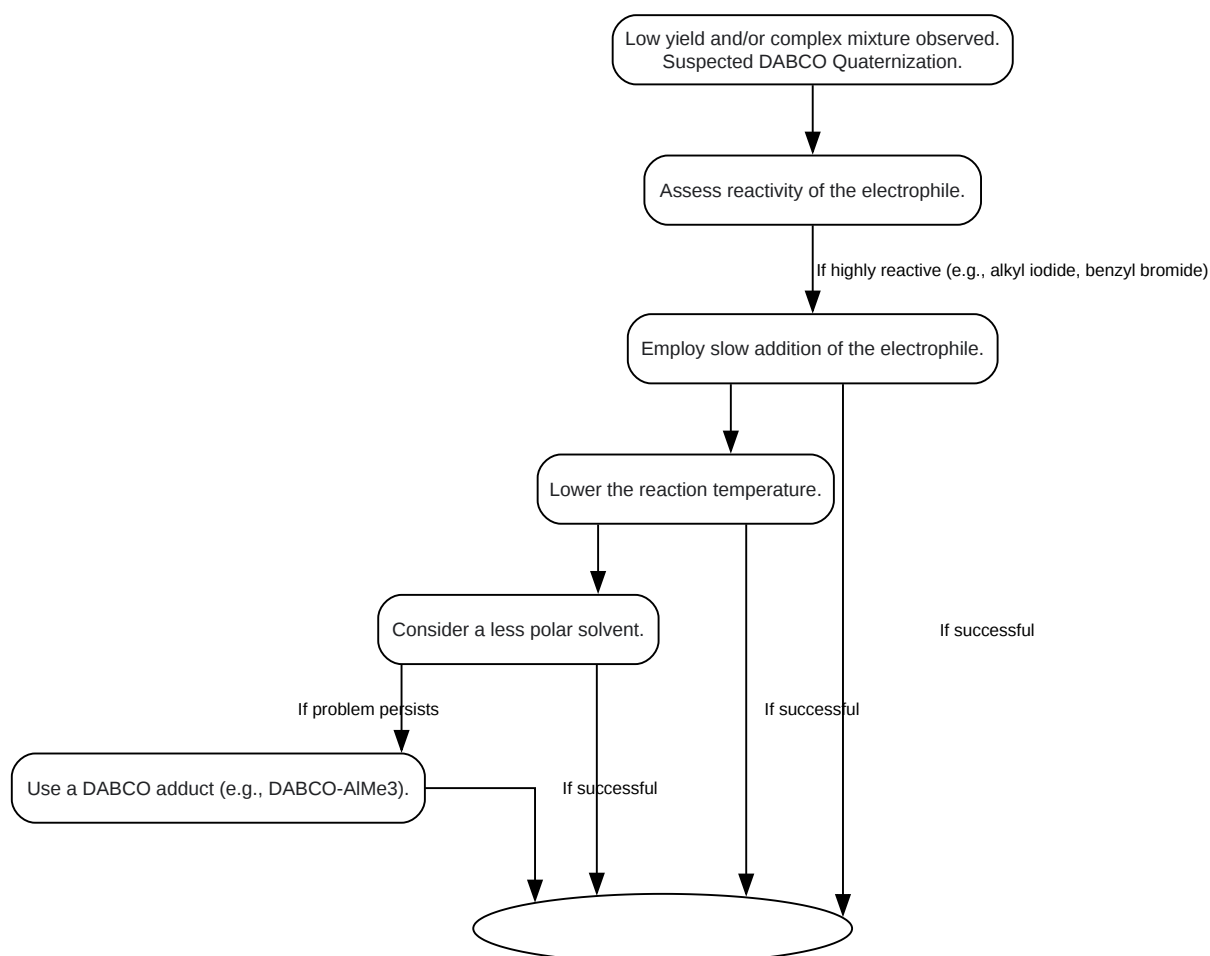 Low yield and/or complex mixture observed.
Suspected DABCO Quaternization.
Assess reactivity of the electrophile.
If highly reactive (e.g., alkyl iodide, benzyl bromide)
Employ slow addition of the electrophile.
Lower the reaction temperature.
Consider a less polar solvent.
If successful
If problem persists
If successful
Use a DABCO adduct (e.g., DABCO-AlMe3).
If successful